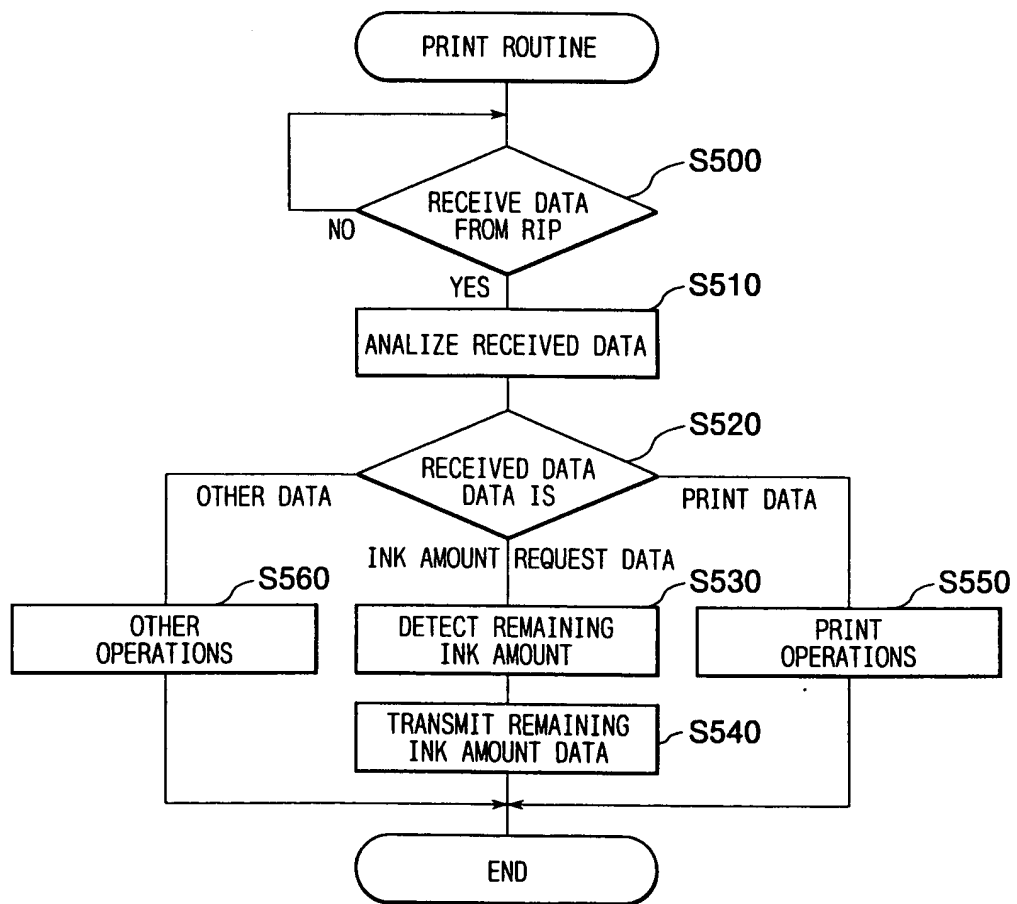 PRINT ROUTINE
S500
RECEIVE DATA
FROM RIP
NO
YES
S510
ANALIZE RECEIVED DATA
S520
RECEIVED DATA
DATA IS
OTHER DATA
PRINT DATA
INK AMOUNT REQUEST DATA
S560
S530
S550
OTHER
OPERATIONS
DETECT REMAINING
INK AMOUNT
PRINT
OPERATIONS
TRANSMIT REMAINING
INK AMOUNT DATA
S540
END